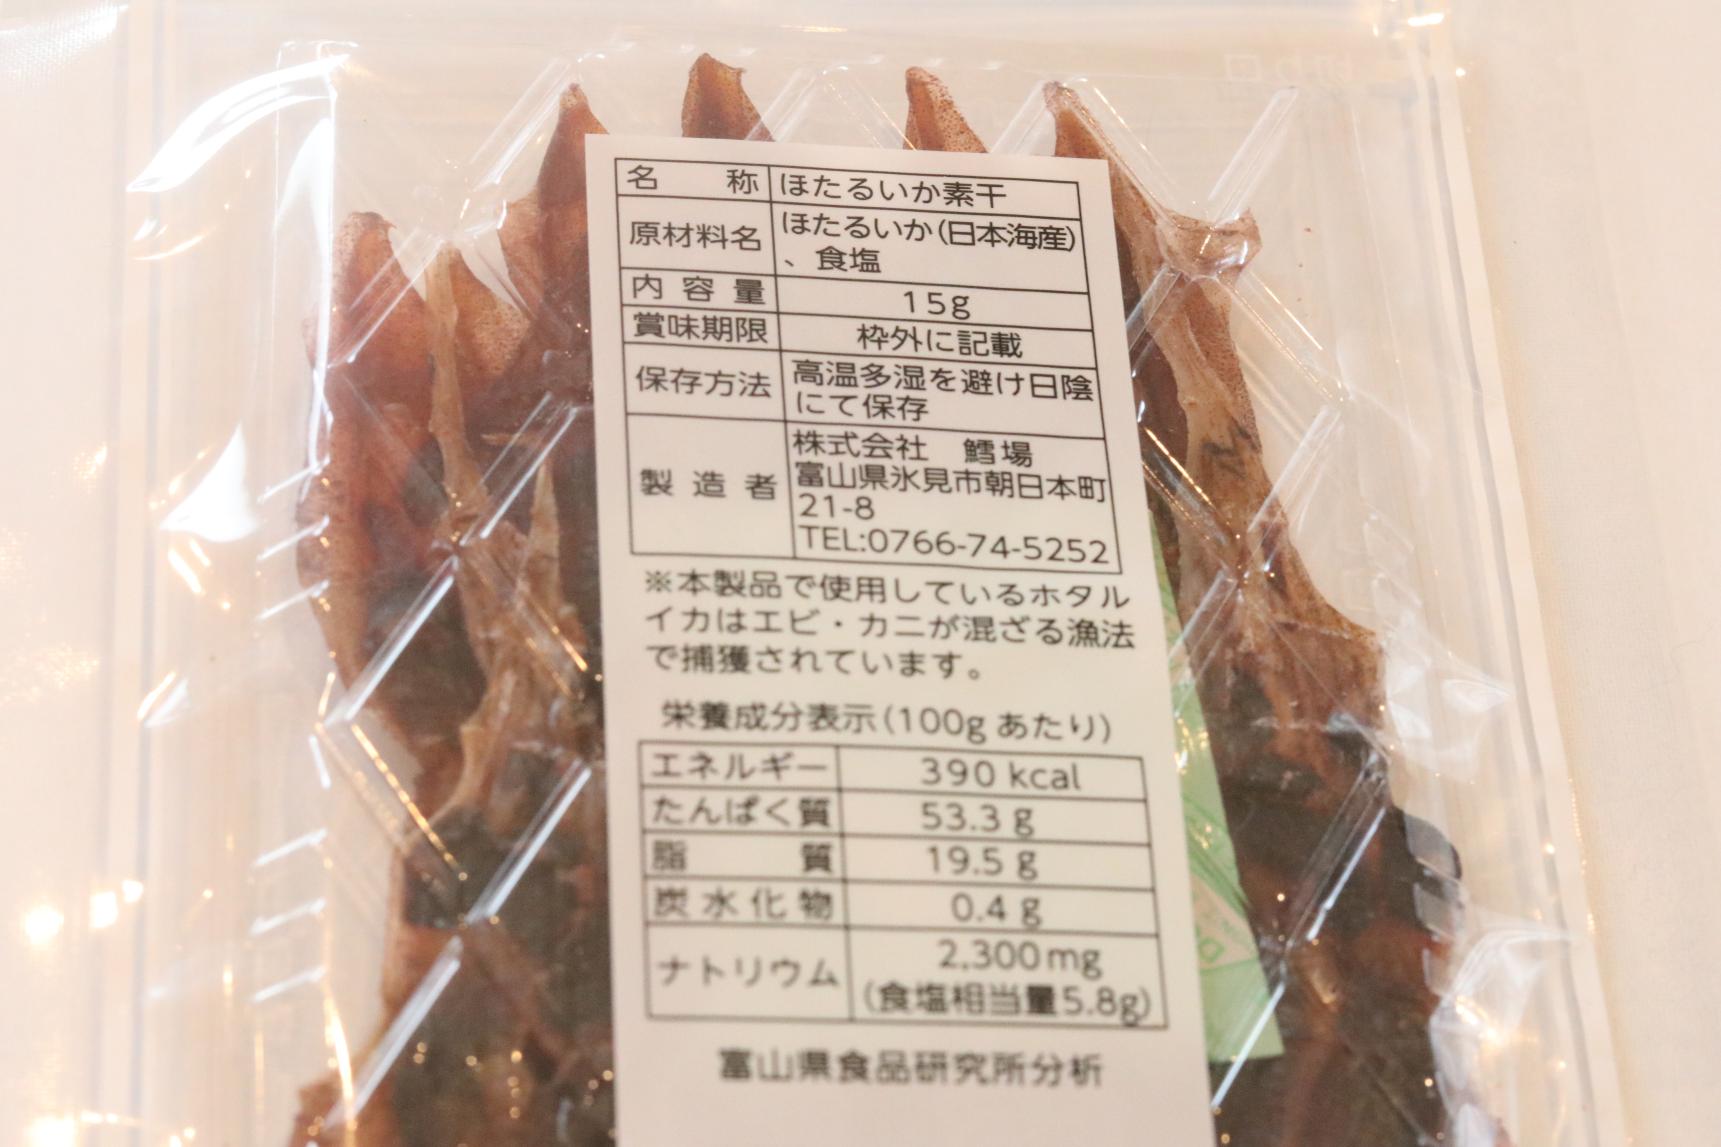 名称 ほたるいか素干
原材料名 ほたるいか(日本海産)
、食塩
内容量 15g
賞味期限 枠外に記載
保存方法 高温多湿を避け日陰
にて保存
製造者 株式会社 鱈場
富山県氷見市朝日本町
21-8
TEL:0766-74-5252
※本製品で使用しているホタル
イカはエビ・カニが混ざる漁法
で捕獲されています。
栄養成分表示(100gあたり)
エネルギー 390 kcal
たんぱく質 53.3 g
脂質 19.5 g
炭水化物 0.4 g
ナトリウム 2,300mg
(食塩相当量5.8g)
富山県食品研究所分析